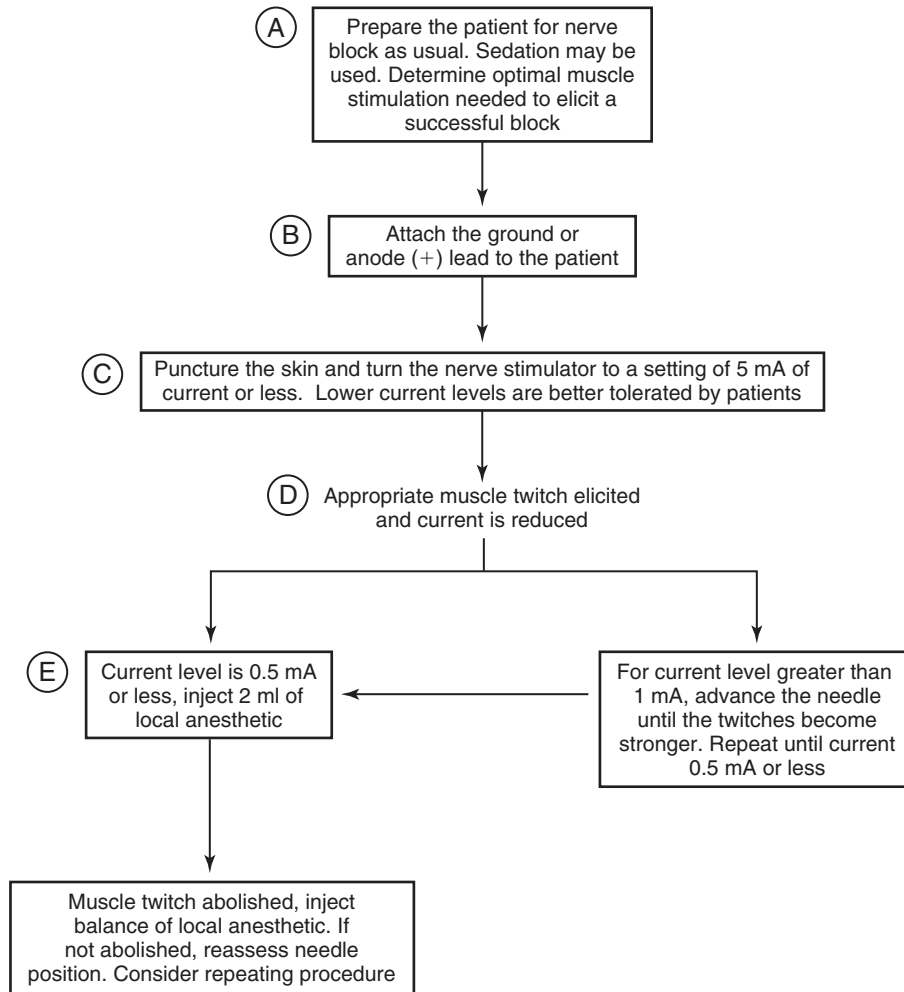 A
Prepare the patient for nerve
block as usual. Sedation may be
used. Determine optimal muscle
stimulation needed to elicit a
successful block
B
Attach the ground or
anode (+) lead to the patient
C
Puncture the skin and turn the nerve stimulator to a setting of 5 mA of
current or less. Lower current levels are better tolerated by patients
D
Appropriate muscle twitch elicited
and current is reduced
E
Current level is 0.5 mA
or less, inject 2 ml of
local anesthetic
For current level greater than
1 mA, advance the needle
until the twitches become
stronger. Repeat until current
0.5 mA or less
Muscle twitch abolished, inject
balance of local anesthetic. If
not abolished, reassess needle
position. Consider repeating procedure